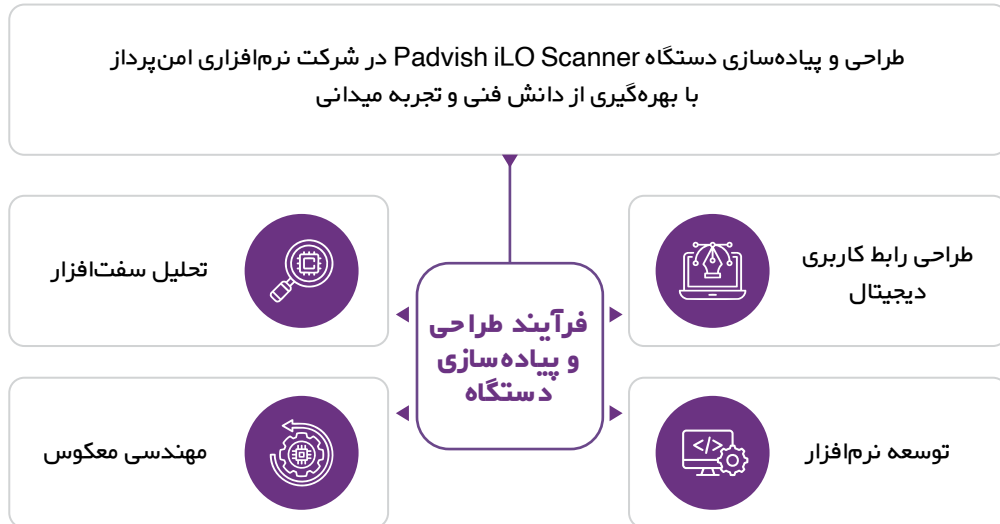 طراحی و پیاده‌سازی دستگاه Padvish iLO Scanner در شرکت نرم‌افزاری امن‌پرداز
با بهره‌گیری از دانش فنی و تجربه میدانی
طراحی رابط کاربری
دیجیتال
تحلیل سفت‌افزار
فرآیند طراحی
و پیاده‌سازی
دستگاه
توسعه نرم‌افزار
</>
مهندسی معکوس